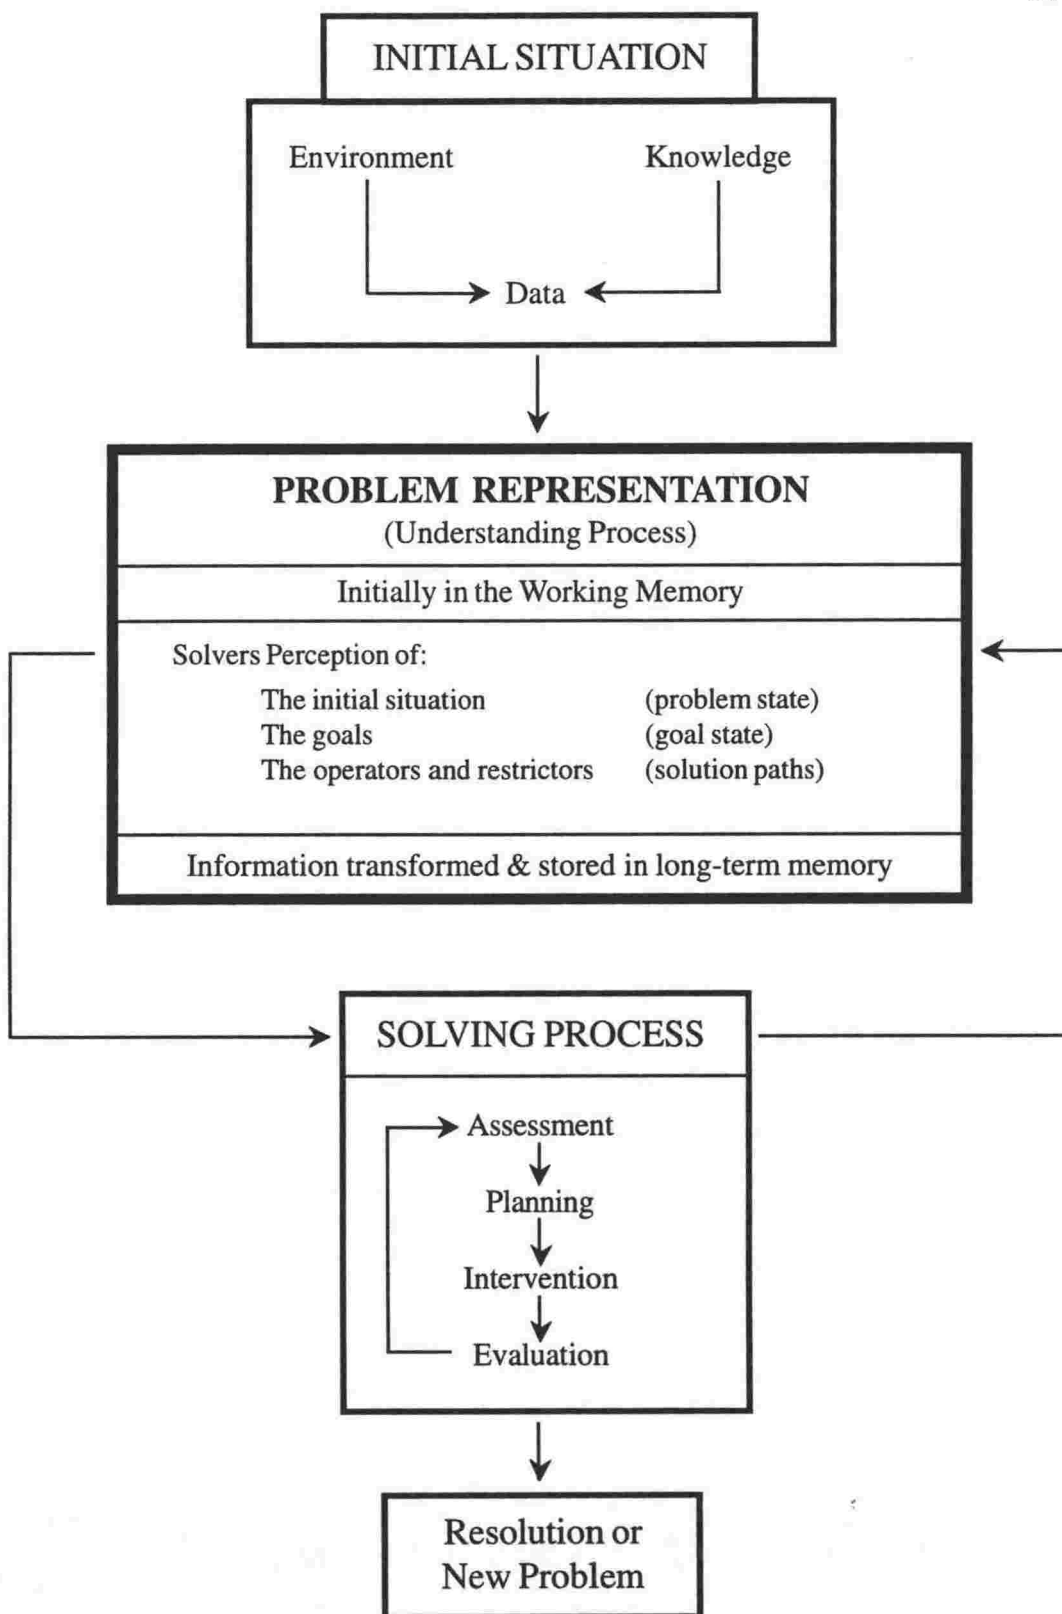 INITIAL SITUATION
Environment Knowledge
Data
PROBLEM REPRESENTATION
(Understanding Process)
Initially in the Working Memory
Solvers Perception of:
The initial situation (problem state)
The goals (goal state)
The operators and restrictors (solution paths)
Information transformed & stored in long-term memory
SOLVING PROCESS
Assessment
Planning
Intervention
Evaluation
Resolution or
New Problem